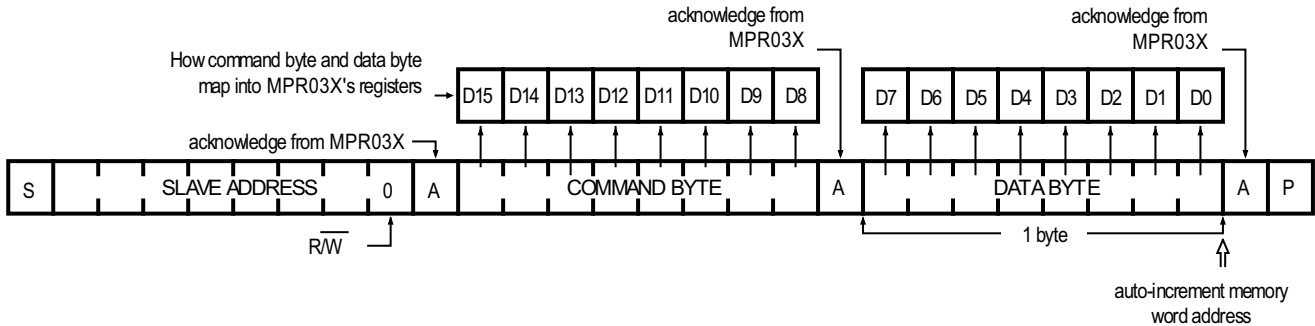 acknowledge from
MPR03X
acknowledge from
MPR03X
How command byte and data byte
map into MPR03X's registers
D15 D14 D13 D12 D11 D10 D9 D8
D7 D6 D5 D4 D3 D2 D1 D0
acknowledge from MPR03X
S SLAVE ADDRESS 0 A COMMAND BYTE A DATA BYTE A P
R/W̅
1 byte
auto-increment memory
word address